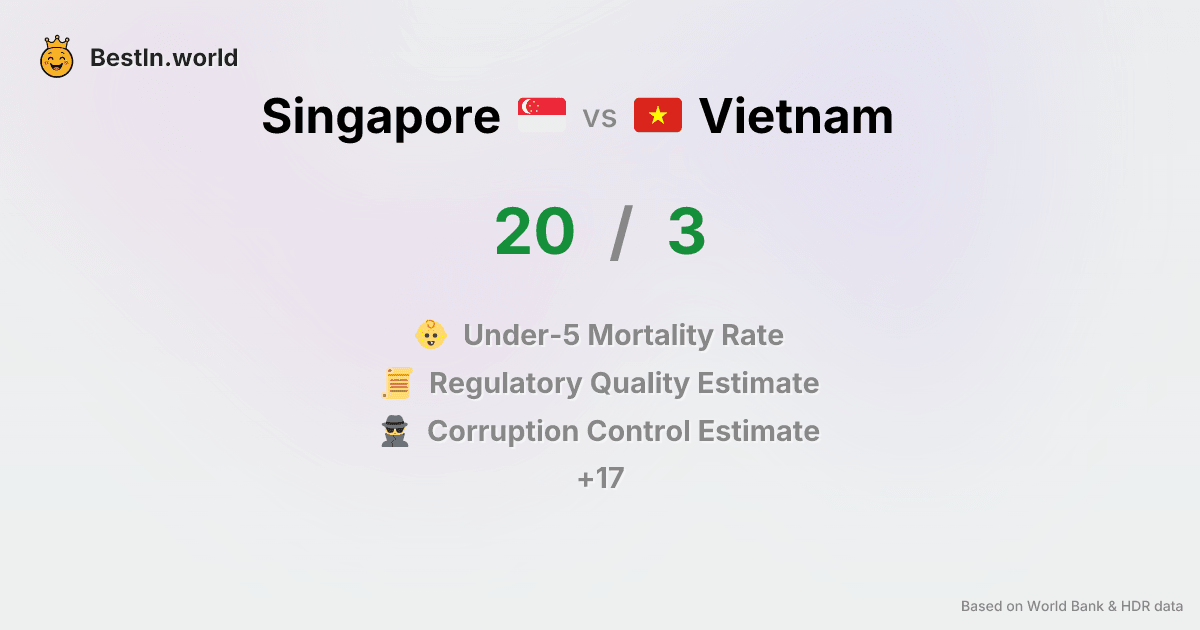 BestIn.world
Singapore vs Vietnam
20 / 3
Under-5 Mortality Rate
Regulatory Quality Estimate
Corruption Control Estimate
+17
Based on World Bank & HDR data